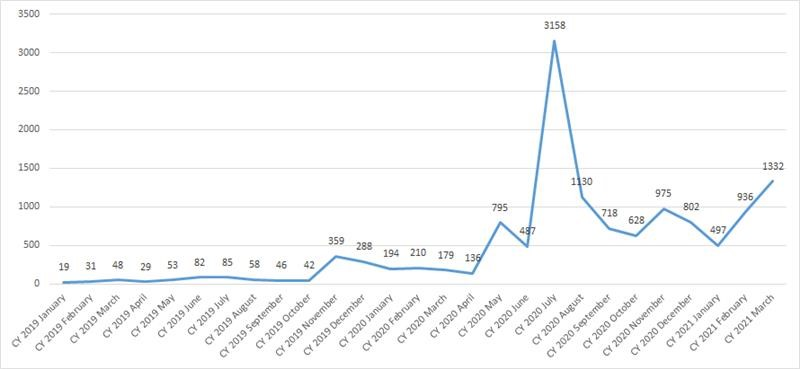 3500
3000
2500
2000
1500
1000
500
0
19
31
48
29
53
82
85
58
46
42
359
288
194
210
179
136
795
487
3158
1130
718
628
975
802
497
936
1332
CY 2019 January
CY 2019 February
CY 2019 March
CY 2019 April
CY 2019 May
CY 2019 June
CY 2019 July
CY 2019 August
CY 2019 September
CY 2019 October
CY 2019 November
CY 2019 December
CY 2020 January
CY 2020 February
CY 2020 March
CY 2020 April
CY 2020 May
CY 2020 June
CY 2020 July
CY 2020 August
CY 2020 September
CY 2020 October
CY 2020 November
CY 2020 December
CY 2021 January
CY 2021 February
CY 2021 March